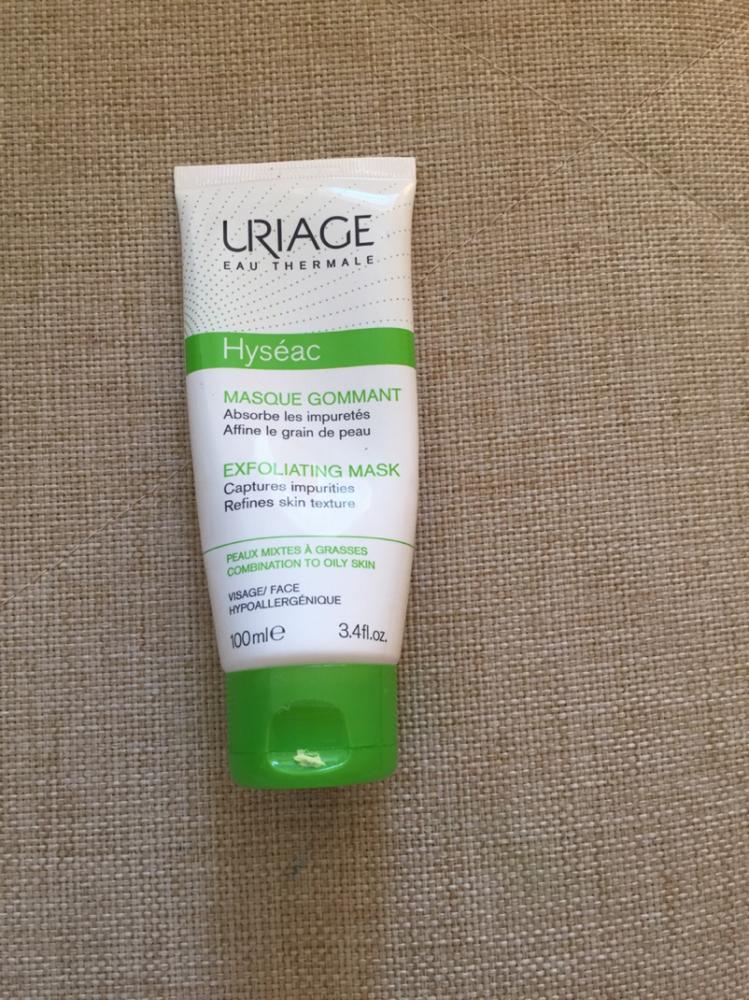 URIAGE
EAU THERMALE
Hyséac
MASQUE GOMMANT
Absorbe les impuretés
Affine le grain de peau
EXFOLIATING MASK
Captures impurities
Refines skin texture
PEAUX MIXTES À GRASSES
COMBINATION TO OILY SKIN
VISAGE/ FACE
HYPOALLERGÉNIQUE
100ml℮ 3.4fl.oz.